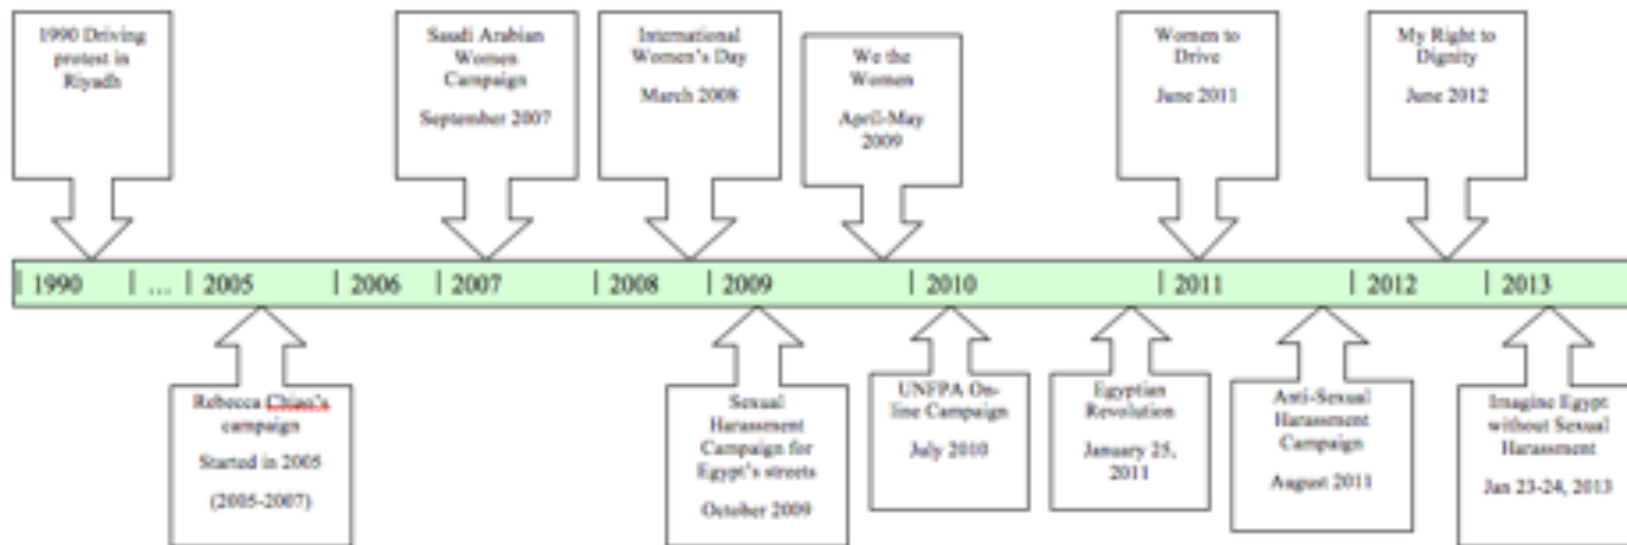 1990 Driving
protest in
Riyadh
Saudi Arabian
Women
Campaign
September 2007
International
Women's Day
March 2008
We the
Women
April-May
2009
Women to
Drive
June 2011
My Right to
Dignity
June 2012
| 1990 | ... | 2005 | 2006 | 2007 | 2008 | 2009 | 2010 | 2011 | 2012 | 2013
Rebecca Chiao's
campaign
Started in 2005
(2005-2007)
Sexual
Harassment
Campaign for
Egypt's streets
October 2009
UNFPA On-
line Campaign
July 2010
Egyptian
Revolution
January 25,
2011
Anti-Sexual
Harassment
Campaign
August 2011
Imagine Egypt
without Sexual
Harassment
Jan 23-24, 2013